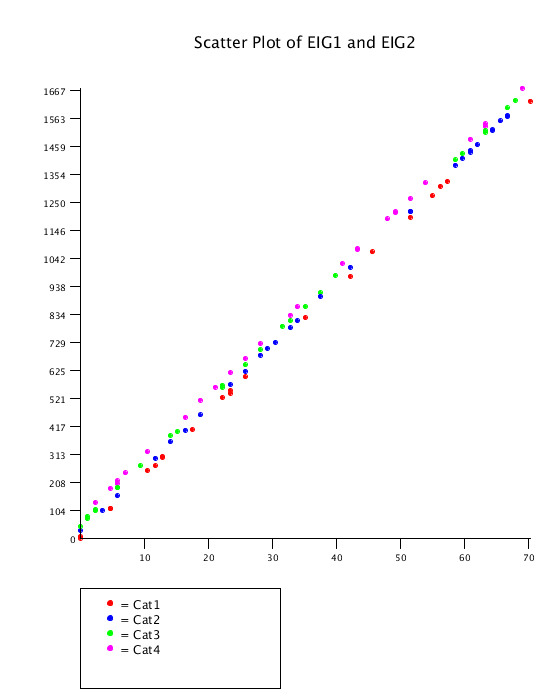 Scatter Plot of EIG1 and EIG2
1667
1563
1459
1354
1250
1146
1042
938
834
729
625
521
417
313
208
104
0
10 20 30 40 50 60 70
= Cat1
= Cat2
= Cat3
= Cat4